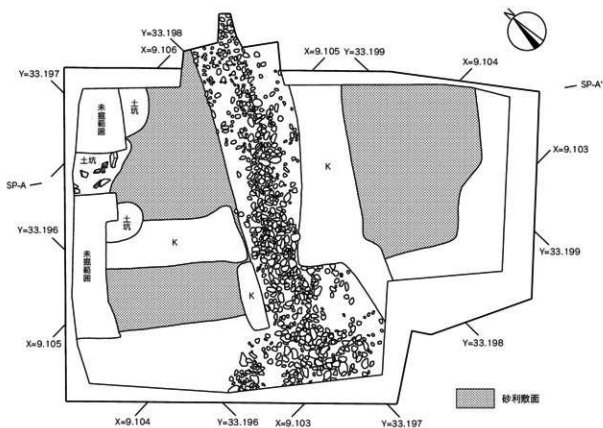 Y=33.198
X=9.106
X=9.105
Y=33.199
X=9.104
Y=33.197
SP-A'
未掘範囲
土坑
土坑
X=9.103
K
SP-A
土坑
Y=33.196
K
Y=33.199
未掘範囲
K
X=9.105
Y=33.198
砂利敷面
X=9.104
Y=33.196
X=9.103
Y=33.197